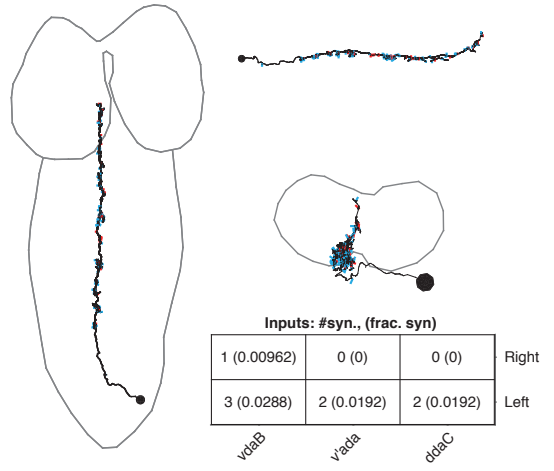 Inputs: #syn., (frac. syn)
1 (0.00962) 0 (0) 0 (0) Right
3 (0.0288) 2 (0.0192) 2 (0.0192) Left
vdaB v'ada ddaC